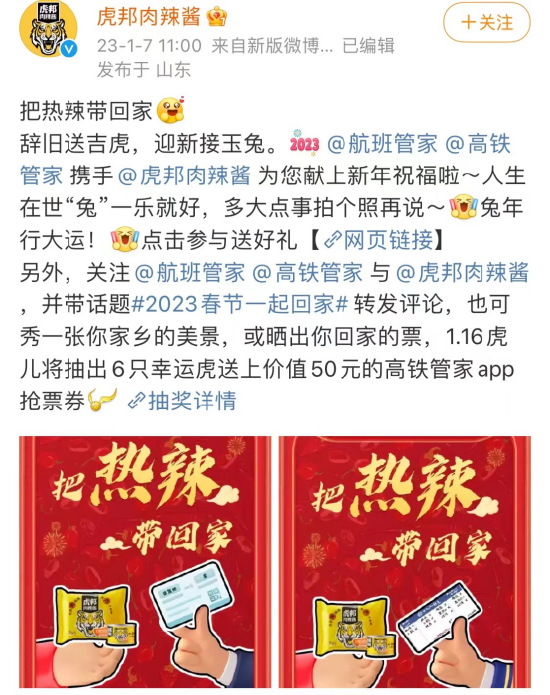 虎邦肉辣酱
23-1-7 11:00 来自新版微博... 已编辑
发布于 山东
+关注
把热辣带回家
辞旧送吉虎，迎新接玉兔。2023 @航班管家 @高铁
管家 携手 @虎邦肉辣酱 为您献上新年祝福啦～人生
在世“兔”一乐就好，多大点事拍个照再说～ 兔年
行大运！ 点击参与送好礼【网页链接】
另外，关注 @航班管家 @高铁管家 与 @虎邦肉辣酱
，并带话题#2023春节一起回家# 转发评论，也可
秀一张你家乡的美景，或晒出你回家的票，1.16虎
儿将抽出6只幸运虎送上价值50元的高铁管家app
抢票券 抽奖详情
把热辣
带回家
虎邦
把热辣
带回家
虎邦